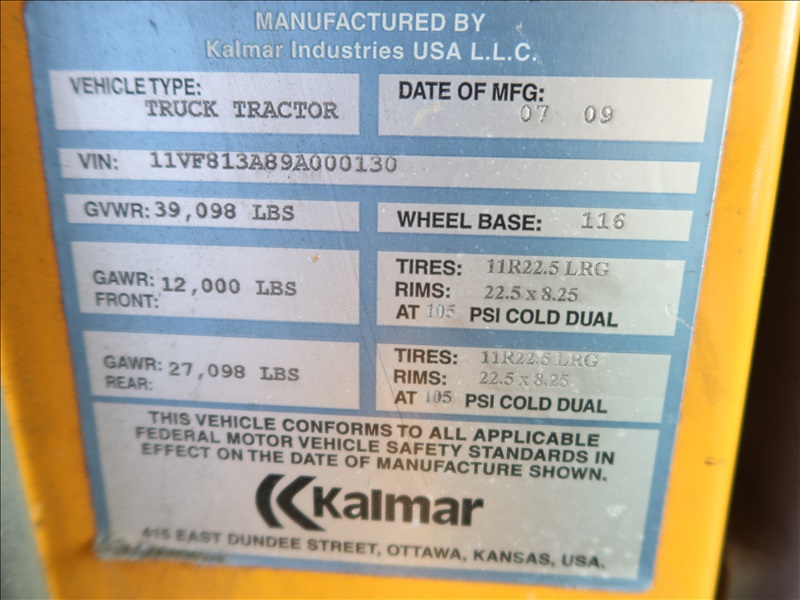 MANUFACTURED BY
Kalmar Industries USA L.L.C.
VEHICLE TYPE:
TRUCK TRACTOR
DATE OF MFG:
07 09
VIN: 11VF813A89A000130
GVWR: 39,098 LBS
WHEEL BASE: 116
GAWR: 12,000 LBS
FRONT:
TIRES: 11R22.5 LRG
RIMS: 22.5 x 8.25
AT 105 PSI COLD DUAL
GAWR: 27,098 LBS
REAR:
TIRES: 11R22.5 LRG
RIMS: 22.5 x 8.25
AT 105 PSI COLD DUAL
THIS VEHICLE CONFORMS TO ALL APPLICABLE
FEDERAL MOTOR VEHICLE SAFETY STANDARDS IN
EFFECT ON THE DATE OF MANUFACTURE SHOWN.
Kalmar
415 EAST DUNDEE STREET, OTTAWA, KANSAS, USA.